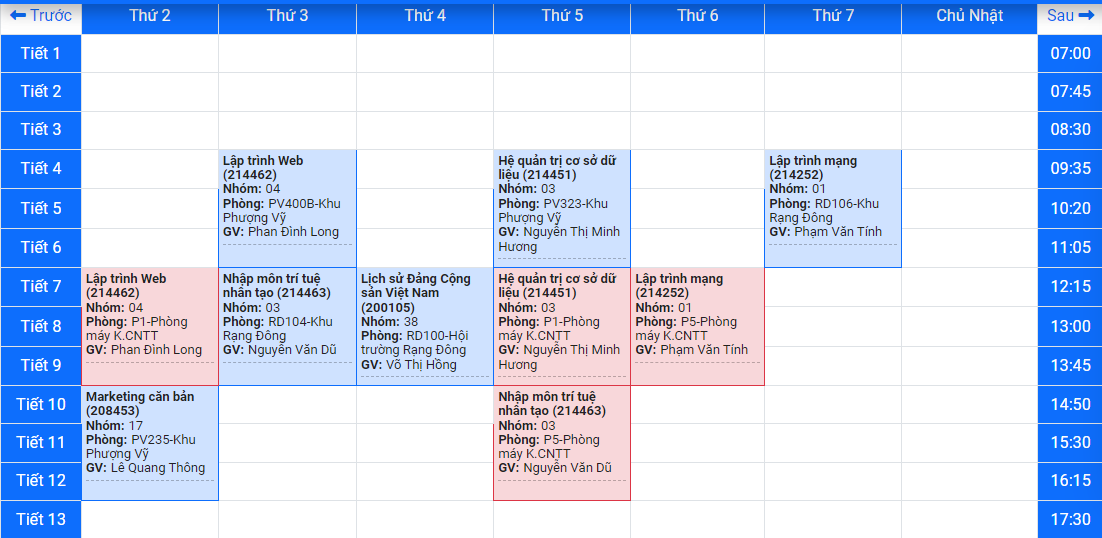 Trước
Thứ 2
Thứ 3
Thứ 4
Thứ 5
Thứ 6
Thứ 7
Chủ Nhật
Sau
Tiết 1
07:00
Tiết 2
07:45
Tiết 3
08:30
Tiết 4
09:35
Tiết 5
10:20
Tiết 6
11:05
Lập trình Web
(214462)
Nhóm: 04
Phòng: PV400B-Khu
Phượng Vỹ
GV: Phan Đình Long
Hệ quản trị cơ sở dữ
liệu (214451)
Nhóm: 03
Phòng: PV323-Khu
Phượng Vỹ
GV: Nguyễn Thị Minh
Hương
Lập trình mạng
(214252)
Nhóm: 01
Phòng: RD106-Khu
Rạng Đông
GV: Phạm Văn Tính
Tiết 7
12:15
Tiết 8
13:00
Tiết 9
13:45
Lập trình Web
(214462)
Nhóm: 04
Phòng: P1-Phòng
máy K.CNTT
GV: Phan Đình Long
Nhập môn trí tuệ
nhân tạo (214463)
Nhóm: 03
Phòng: RD104-Khu
Rạng Đông
GV: Nguyễn Văn Dũ
Lịch sử Đảng Cộng
sản Việt Nam
(200105)
Nhóm: 38
Phòng: RD100-Hội
trường Rạng Đông
GV: Võ Thị Hồng
Hệ quản trị cơ sở dữ
liệu (214451)
Nhóm: 03
Phòng: P1-Phòng
máy K.CNTT
GV: Nguyễn Thị Minh
Hương
Lập trình mạng
(214252)
Nhóm: 01
Phòng: P5-Phòng
máy K.CNTT
GV: Phạm Văn Tính
Tiết 10
14:50
Tiết 11
15:30
Tiết 12
16:15
Marketing căn bản
(208453)
Nhóm: 17
Phòng: PV235-Khu
Phượng Vỹ
GV: Lê Quang Thông
Nhập môn trí tuệ
nhân tạo (214463)
Nhóm: 03
Phòng: P5-Phòng
máy K.CNTT
GV: Nguyễn Văn Dũ
Tiết 13
17:30